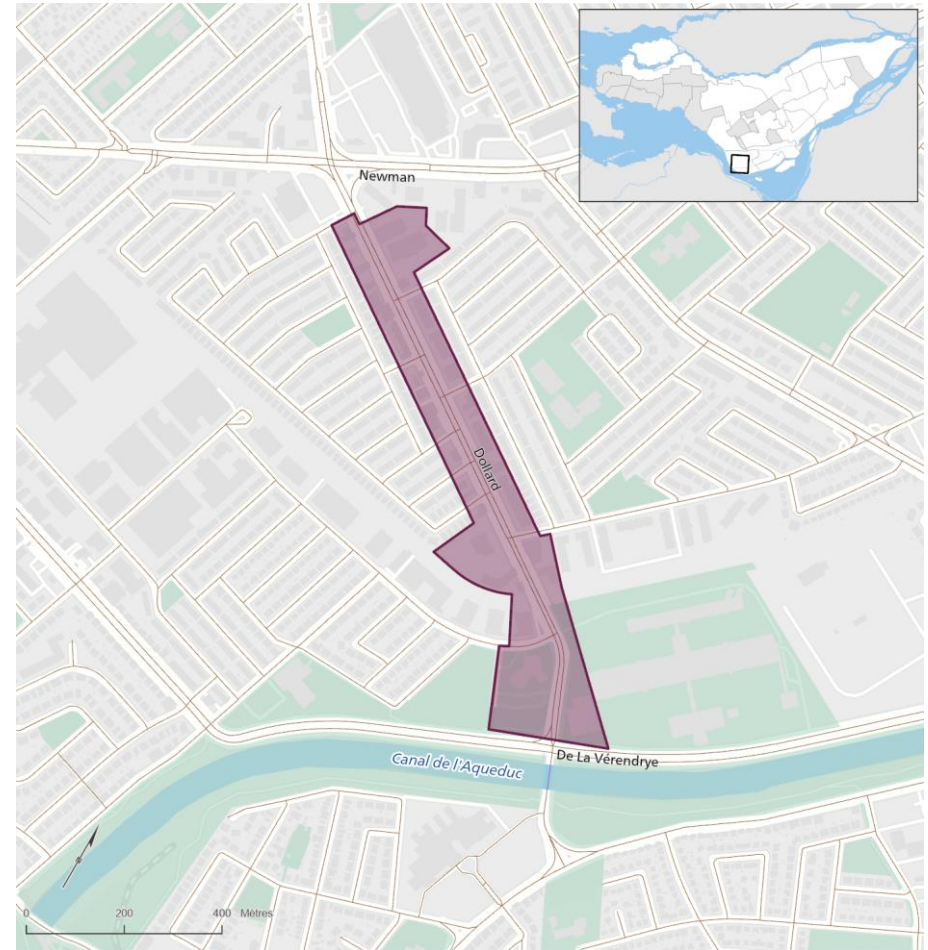 Newman
Dollard
De La Vérendrye
Canal de l'Aqueduc
0 200 400 Mètres